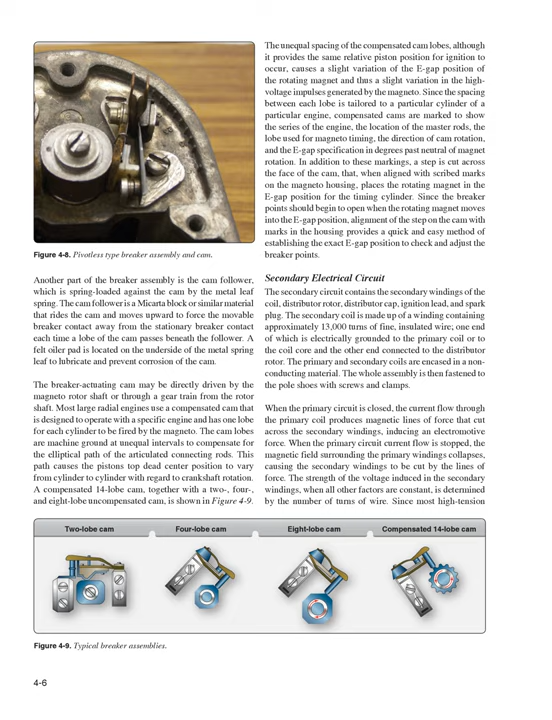 Figure 4-8. Pivotless type breaker assembly and cam.
Another part of the breaker assembly is the cam follower,
which is spring-loaded against the cam by the metal leaf
spring. The cam follower is a Micarta block or similar material
that rides the cam and moves upward to force the movable
breaker contact away from the stationary breaker contact
each time a lobe of the cam passes beneath the follower. A
felt oiler pad is located on the underside of the metal spring
leaf to lubricate and prevent corrosion of the cam.
The breaker-actuating cam may be directly driven by the
magneto rotor shaft or through a gear train from the rotor
shaft. Most large radial engines use a compensated cam that
is designed to operate with a specific engine and has one lobe
for each cylinder to be fired by the magneto. The cam lobes
are machine ground at unequal intervals to compensate for
the elliptical path of the articulated connecting rods. This
path causes the pistons top dead center position to vary
from cylinder to cylinder with regard to crankshaft rotation.
A compensated 14-lobe cam, together with a two-, four-,
and eight-lobe uncompensated cam, is shown in Figure 4-9.
The unequal spacing of the compensated cam lobes, although
it provides the same relative piston position for ignition to
occur, causes a slight variation of the E-gap position of
the rotating magnet and thus a slight variation in the high-
voltage impulses generated by the magneto. Since the spacing
between each lobe is tailored to a particular cylinder of a
particular engine, compensated cams are marked to show
the series of the engine, the location of the master rods, the
lobe used for magneto timing, the direction of cam rotation,
and the E-gap specification in degrees past neutral of magnet
rotation. In addition to these markings, a step is cut across
the face of the cam, that, when aligned with scribed marks
on the magneto housing, places the rotating magnet in the
E-gap position for the timing cylinder. Since the breaker
points should begin to open when the rotating magnet moves
into the E-gap position, alignment of the step on the cam with
marks in the housing provides a quick and easy method of
establishing the exact E-gap position to check and adjust the
breaker points.
Secondary Electrical Circuit
The secondary circuit contains the secondary windings of the
coil, distributor rotor, distributor cap, ignition lead, and spark
plug. The secondary coil is made up of a winding containing
approximately 13,000 turns of fine, insulated wire; one end
of which is electrically grounded to the primary coil or to
the coil core and the other end connected to the distributor
rotor. The primary and secondary coils are encased in a non-
conducting material. The whole assembly is then fastened to
the pole shoes with screws and clamps.
When the primary circuit is closed, the current flow through
the primary coil produces magnetic lines of force that cut
across the secondary windings, inducing an electromotive
force. When the primary circuit current flow is stopped, the
magnetic field surrounding the primary windings collapses,
causing the secondary windings to be cut by the lines of
force. The strength of the voltage induced in the secondary
windings, when all other factors are constant, is determined
by the number of turns of wire. Since most high-tension
Two-lobe cam
Four-lobe cam
Eight-lobe cam
Compensated 14-lobe cam
Figure 4-9. Typical breaker assemblies.
4-6